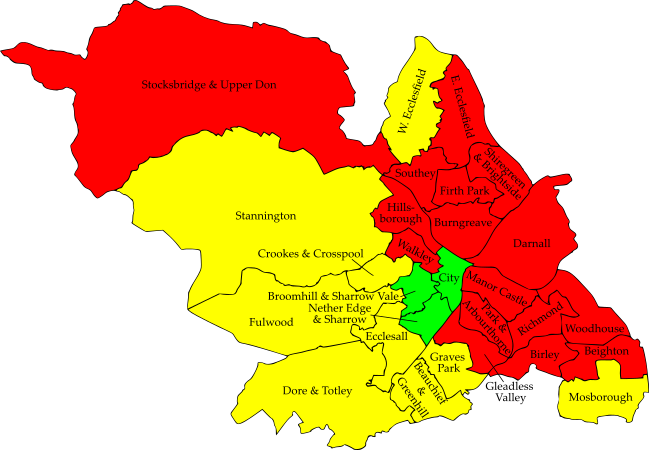 Stocksbridge & Upper Don
W. Ecclesfield
E. Ecclesfield
Shiregreen
& Brightside
Southey
Firth Park
Hills-
borough
Burngreave
Stannington
Walkley
Darnall
Crookes & Crosspool
City
Manor Castle
Broomhill & Sharrow Vale
Nether Edge
& Sharrow
Park &
Arbourthorne
Richmond
Fulwood
Woodhouse
Ecclesall
Graves
Park
Birley
Beighton
Dore & Totley
Beauchief
&
Greenhill
Gleadless
Valley
Mosborough